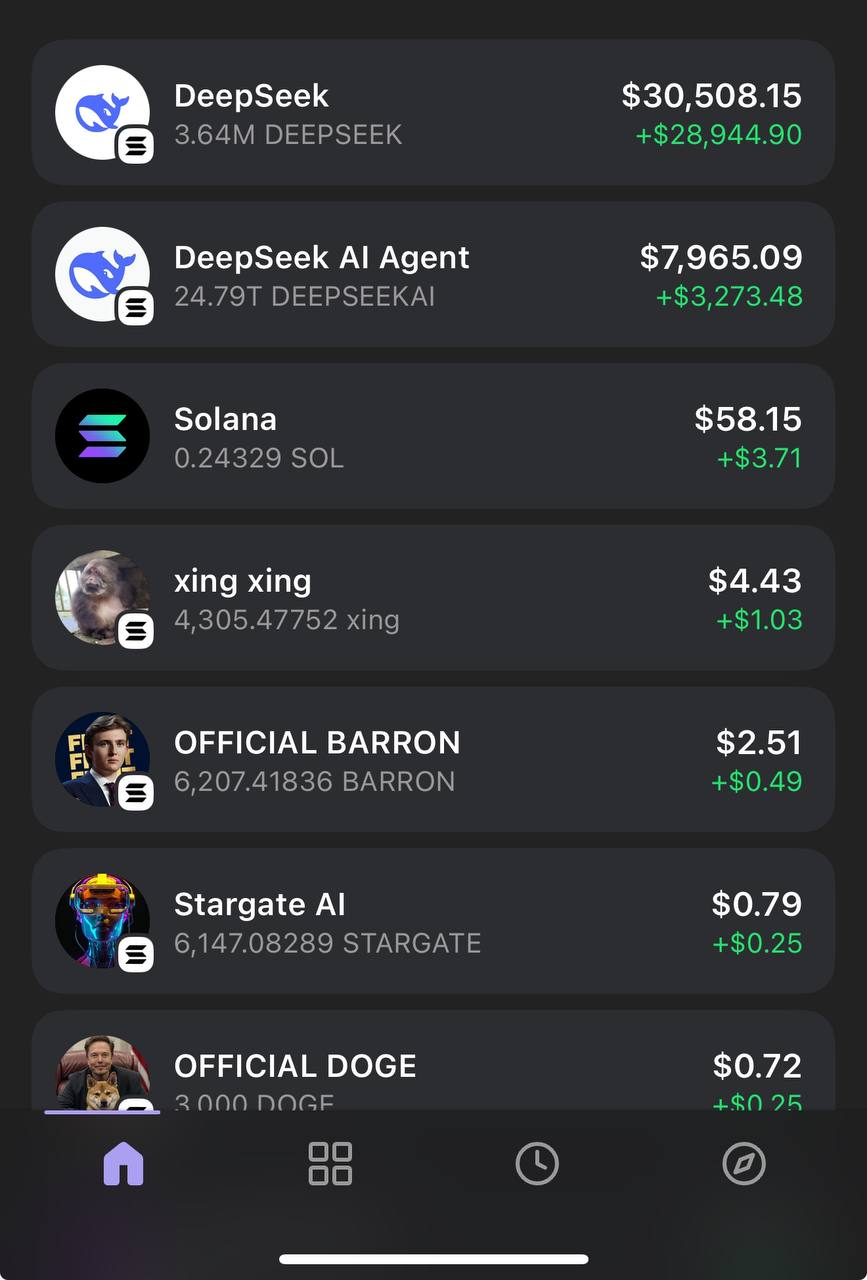 DeepSeek
$30,508.15
3.64M DEEPSEEK
+$28,944.90
DeepSeek AI Agent
$7,965.09
24.79T DEEPSEEKAI
+$3,273.48
Solana
$58.15
0.24329 SOL
+$3.71
xing xing
$4.43
4,305.47752 xing
+$1.03
OFFICIAL BARRON
$2.51
6,207.41836 BARRON
+$0.49
Stargate AI
$0.79
6,147.08289 STARGATE
+$0.25
OFFICIAL DOGE
$0.72
3,000 DOGE
+$0.25